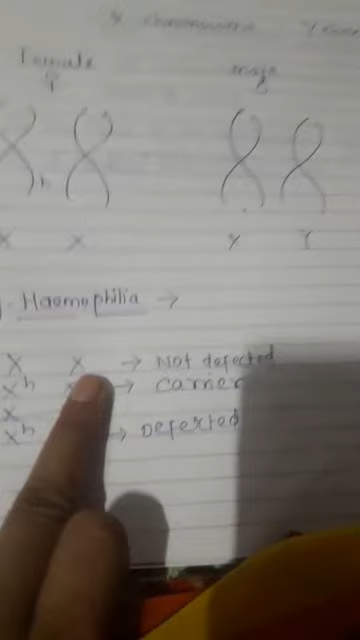 Female
male
♀
h
X X
X Y
Haemophilia →
X X → Not defected
Xʰ → Carrier
X
Xʰ → Defected